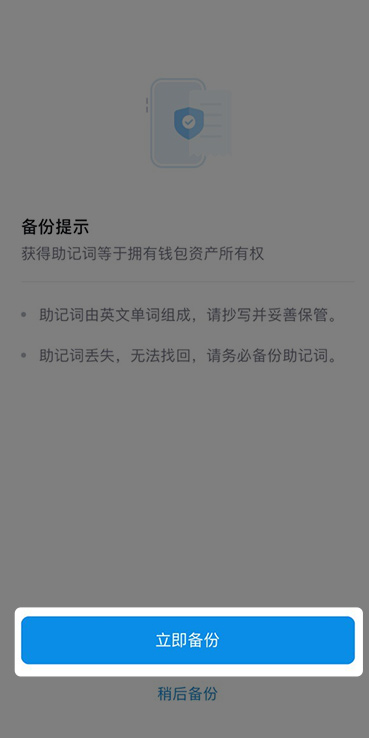 备份提示
获得助记词等于拥有钱包资产所有权
助记词由英文单词组成，请抄写并妥善保管。
助记词丢失，无法找回，请务必备份助记词。
立即备份
稍后备份